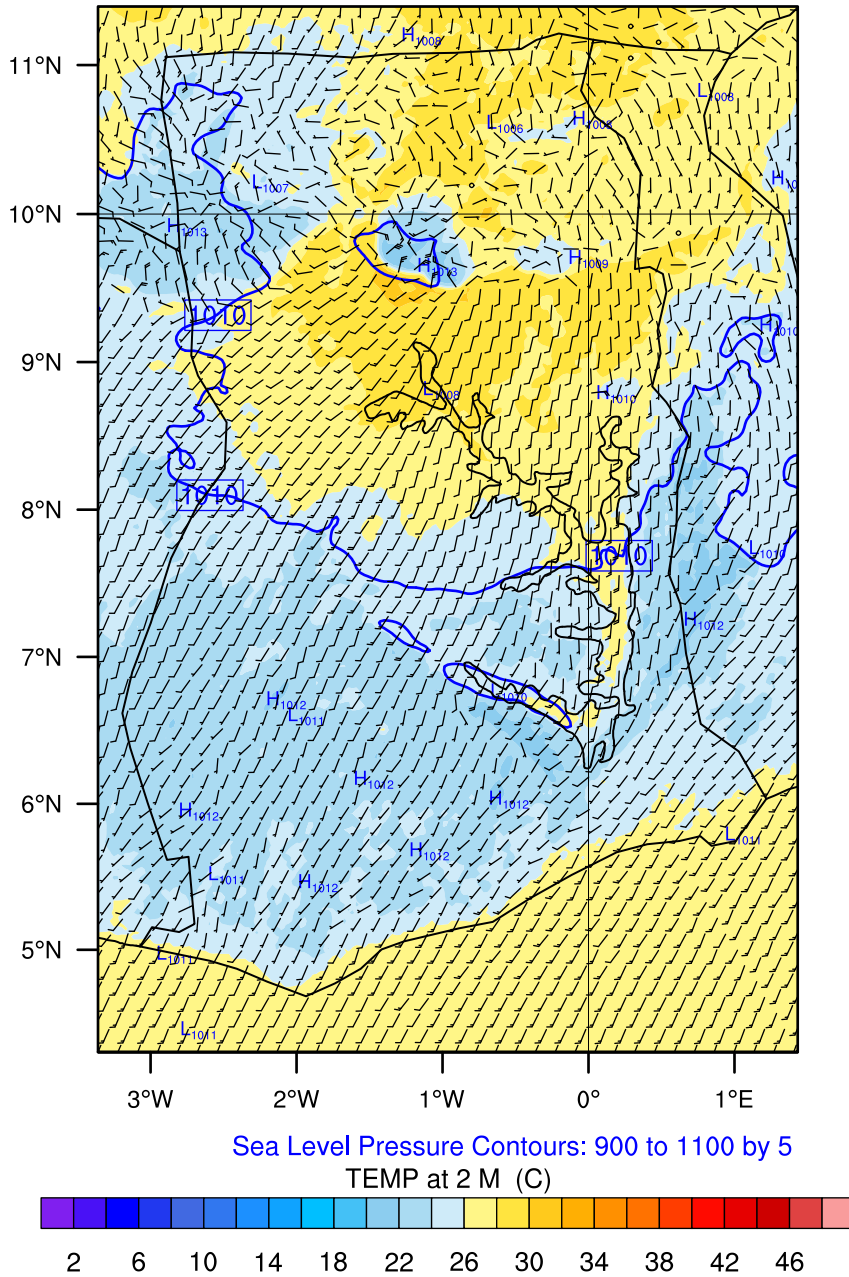 H1008
11°N
L1008
L1006 H1008
L1007 H10
10°N
H1013
H1013 H1009
1010 H1010
9°N
L1008 H1010
8°N
1010
1010 L1010
H1012
7°N
L1010
H1012
L1011
H1012
6°N
H1012 H1012
L1011
H1012
L1011 H1012
5°N
L1011
L1011
3°W 2°W 1°W 0° 1°E
Sea Level Pressure Contours: 900 to 1100 by 5
TEMP at 2 M (C)
2 6 10 14 18 22 26 30 34 38 42 46